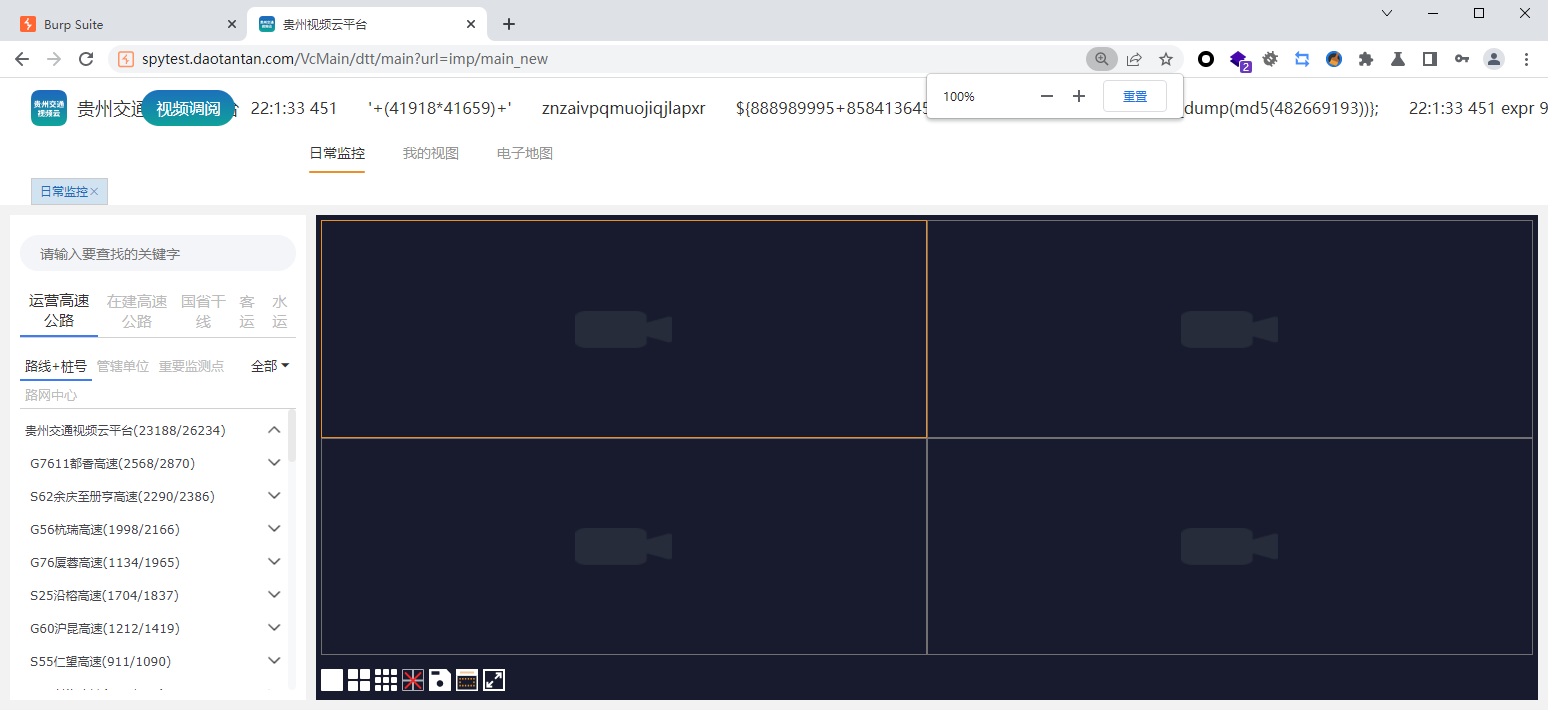 Burp Suite
贵州视频云平台
spytest.daotantan.com/VcMain/dtt/main?url=imp/main_new
2
100%
重置
贵州交通
视频云
贵州交通
视频调阅
22:1:33 451
'+(41918*41659)+'
znzaivpqmuojiqjlapxr
${888989995+858413645
_dump(md5(482669193))};
22:1:33 451 expr 9
日常监控
我的视图
电子地图
日常监控×
请输入要查找的关键字
运营高速公路
在建高速公路
国省干线
客运
水运
路线+桩号
管辖单位
重要监测点
全部
路网中心
贵州交通视频云平台(23188/26234)
G7611都香高速(2568/2870)
S62余庆至册亨高速(2290/2386)
G56杭瑞高速(1998/2166)
G76厦蓉高速(1134/1965)
S25沿榕高速(1704/1837)
G60沪昆高速(1212/1419)
S55仁望高速(911/1090)